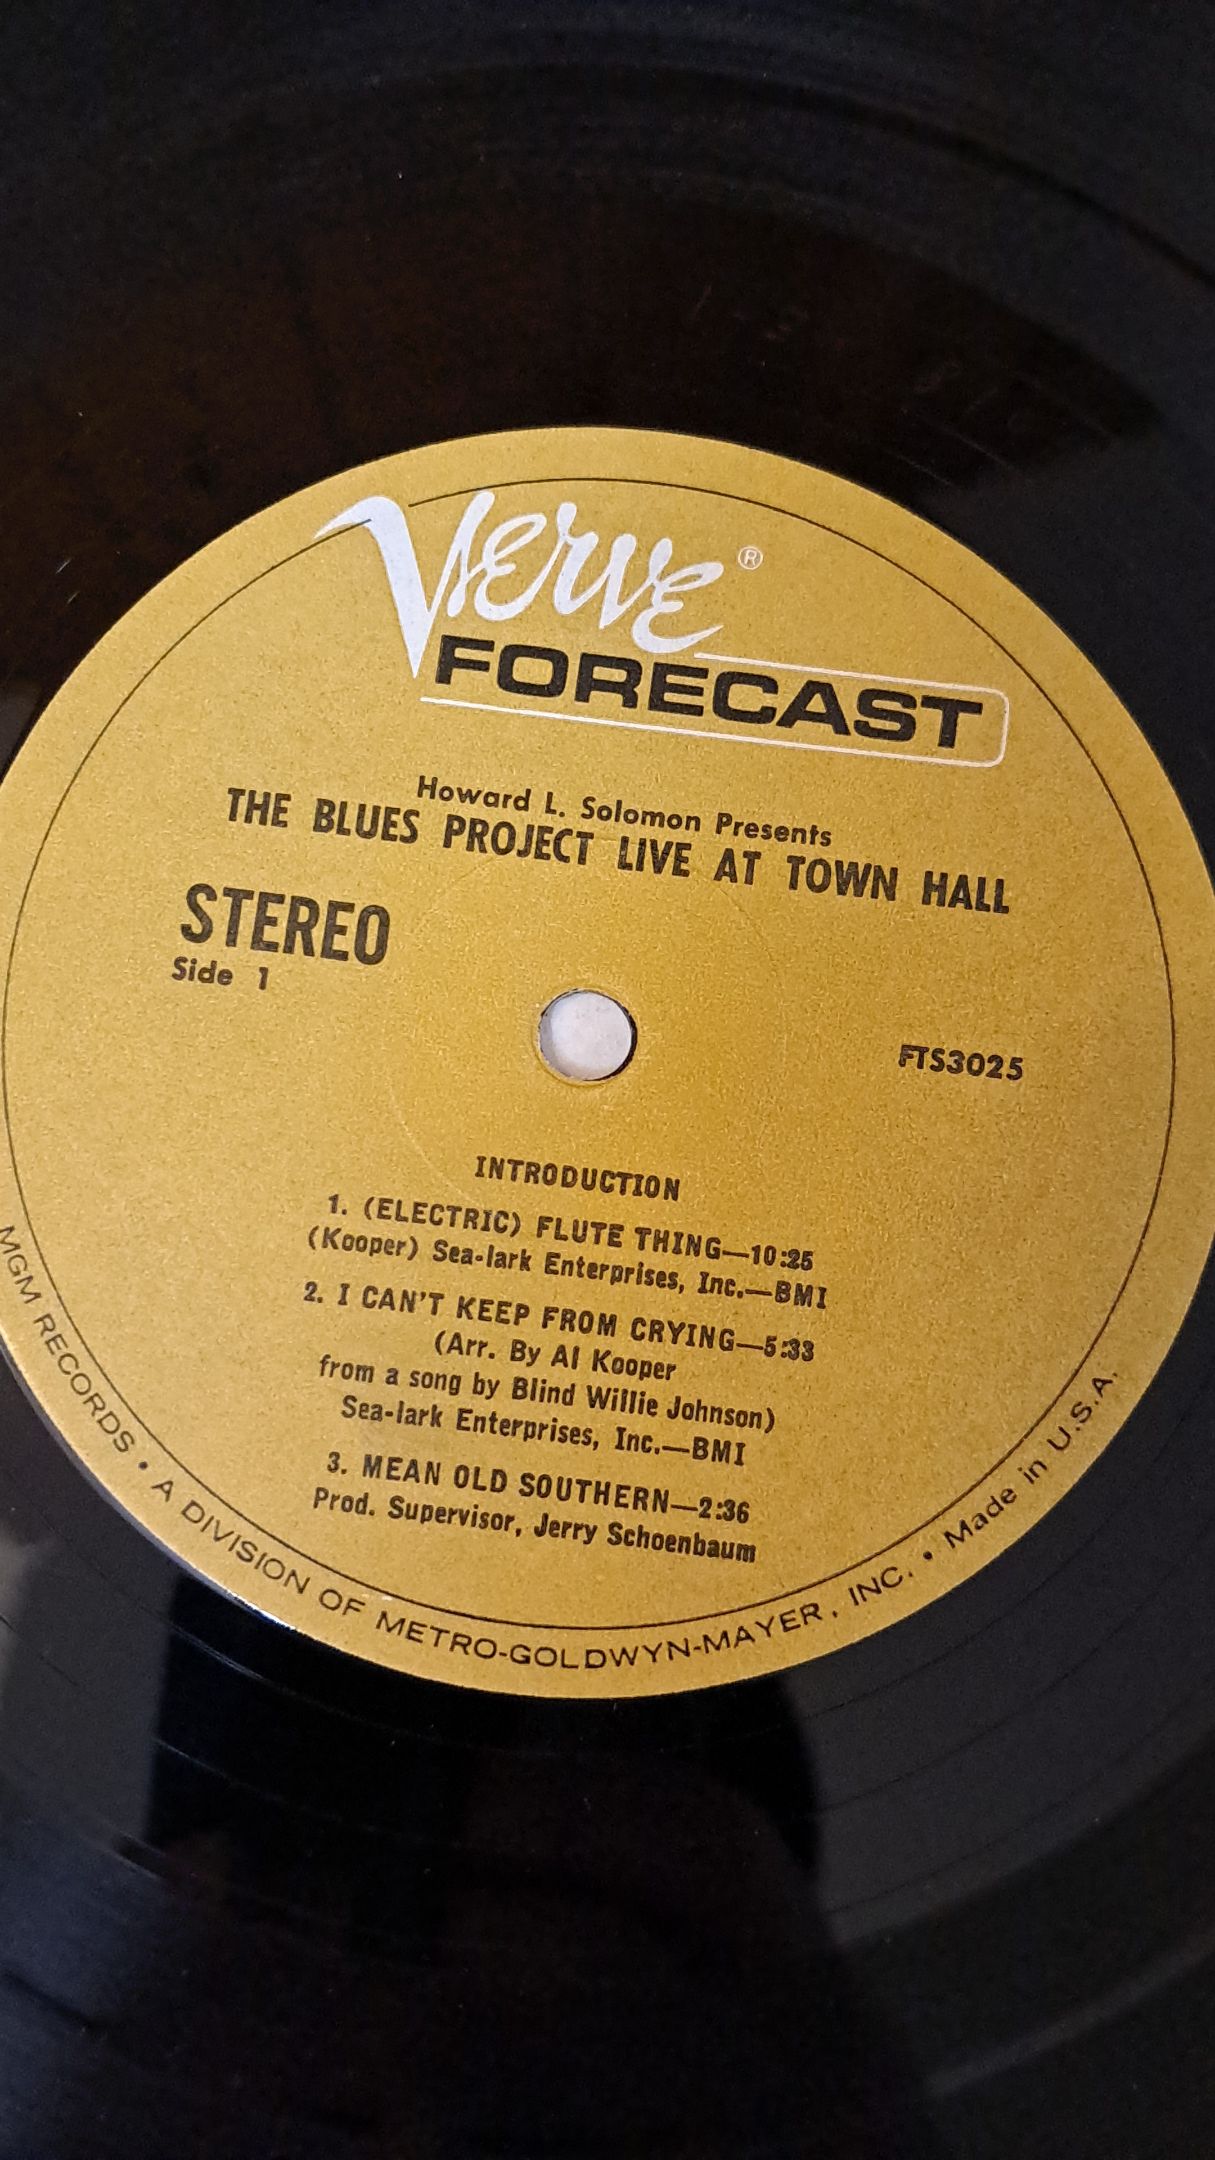 Verve ®
FORECAST
Howard L. Solomon Presents
THE BLUES PROJECT LIVE AT TOWN HALL
STEREO
Side 1
FTS3025
INTRODUCTION
1. (ELECTRIC) FLUTE THING—10:25
(Kooper) Sea-lark Enterprises, Inc.—BMI
2. I CAN'T KEEP FROM CRYING—5:33
(Arr. By Al Kooper
from a song by Blind Willie Johnson)
Sea-lark Enterprises, Inc.—BMI
3. MEAN OLD SOUTHERN—2:36
Prod. Supervisor, Jerry Schoenbaum
MGM RECORDS • A DIVISION OF METRO-GOLDWYN-MAYER, INC. • Made in U.S.A.